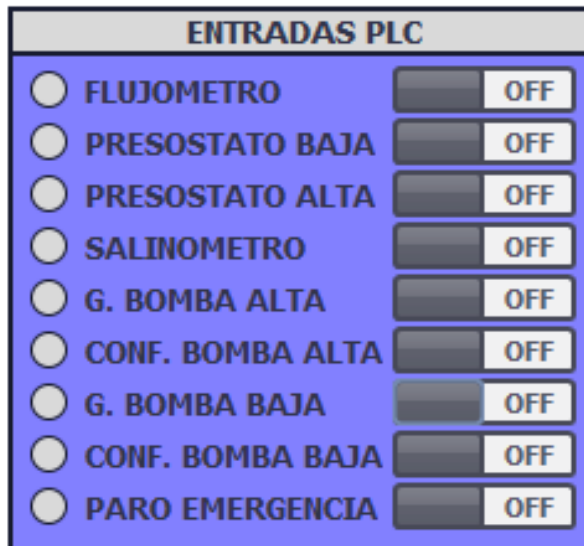 ENTRADAS PLC
FLUJOMETRO OFF
PRESOSTATO BAJA OFF
PRESOSTATO ALTA OFF
SALINOMETRO OFF
G. BOMBA ALTA OFF
CONF. BOMBA ALTA OFF
G. BOMBA BAJA OFF
CONF. BOMBA BAJA OFF
PARO EMERGENCIA OFF